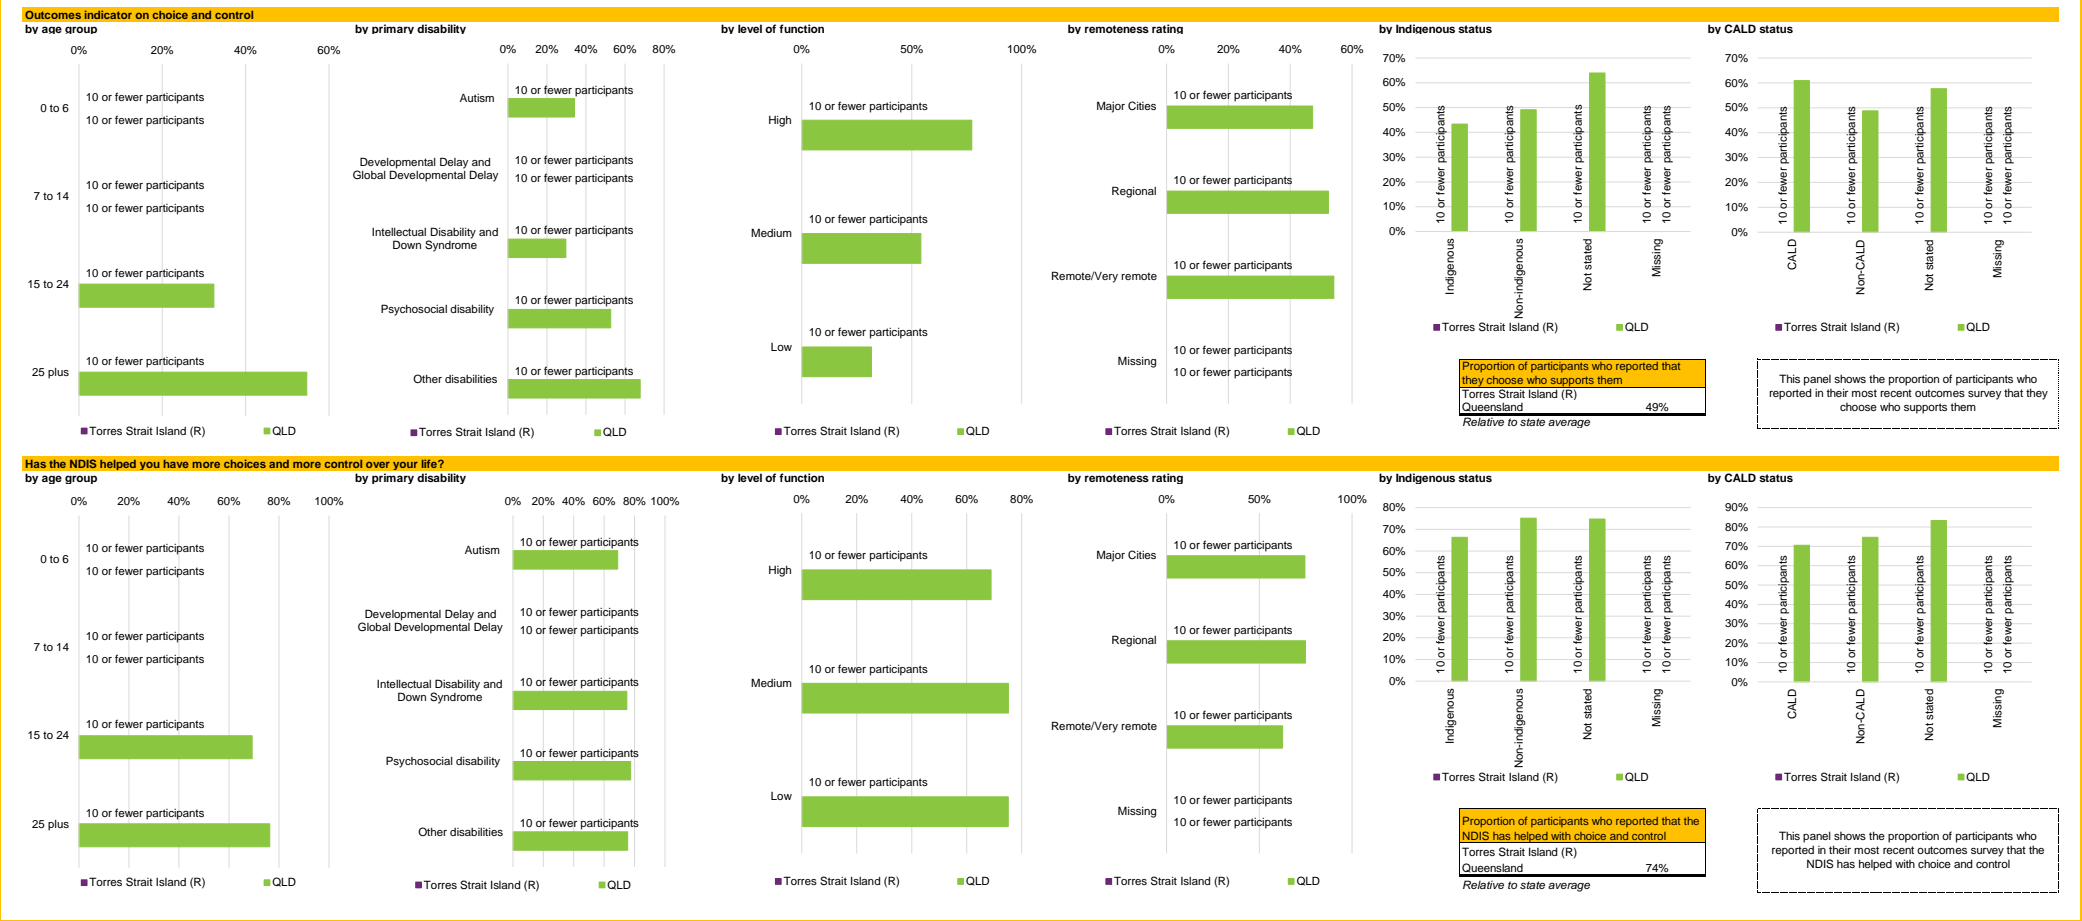 Outcomes indicator on choice and control
by age group
0% 20% 40% 60%
0 to 6
10 or fewer participants
10 or fewer participants
7 to 14
10 or fewer participants
10 or fewer participants
15 to 24
10 or fewer participants
25 plus
10 or fewer participants
Torres Strait Island (R) QLD
by primary disability
0% 20% 40% 60% 80%
Autism
10 or fewer participants
Developmental Delay and
Global Developmental Delay
10 or fewer participants
10 or fewer participants
Intellectual Disability and
Down Syndrome
10 or fewer participants
Psychosocial disability
10 or fewer participants
Other disabilities
10 or fewer participants
Torres Strait Island (R) QLD
by level of function
0% 50% 100%
High
10 or fewer participants
Medium
10 or fewer participants
Low
10 or fewer participants
Torres Strait Island (R) QLD
by remoteness rating
0% 20% 40% 60%
Major Cities
10 or fewer participants
Regional
10 or fewer participants
Remote/Very remote
10 or fewer participants
Missing
10 or fewer participants
10 or fewer participants
Torres Strait Island (R) QLD
by Indigenous status
70%
60%
50%
40%
30%
20%
10%
0%
10 or fewer participants
10 or fewer participants
10 or fewer participants
10 or fewer participants
10 or fewer participants
Indigenous
Non-indigenous
Not stated
Missing
Torres Strait Island (R) QLD
by CALD status
70%
60%
50%
40%
30%
20%
10%
0%
10 or fewer participants
10 or fewer participants
10 or fewer participants
10 or fewer participants
10 or fewer participants
CALD
Non-CALD
Not stated
Missing
Torres Strait Island (R) QLD
Proportion of participants who reported that
they choose who supports them
Torres Strait Island (R)
Queensland 49%
Relative to state average
This panel shows the proportion of participants who
reported in their most recent outcomes survey that they
choose who supports them
Has the NDIS helped you have more choices and more control over your life?
by age group
0% 20% 40% 60% 80% 100%
0 to 6
10 or fewer participants
10 or fewer participants
7 to 14
10 or fewer participants
10 or fewer participants
15 to 24
10 or fewer participants
25 plus
10 or fewer participants
Torres Strait Island (R) QLD
by primary disability
0% 20% 40% 60% 80% 100%
Autism
10 or fewer participants
Developmental Delay and
Global Developmental Delay
10 or fewer participants
10 or fewer participants
Intellectual Disability and
Down Syndrome
10 or fewer participants
Psychosocial disability
10 or fewer participants
Other disabilities
10 or fewer participants
Torres Strait Island (R) QLD
by level of function
0% 20% 40% 60% 80%
High
10 or fewer participants
Medium
10 or fewer participants
Low
10 or fewer participants
Torres Strait Island (R) QLD
by remoteness rating
0% 50% 100%
Major Cities
10 or fewer participants
Regional
10 or fewer participants
Remote/Very remote
10 or fewer participants
Missing
10 or fewer participants
10 or fewer participants
Torres Strait Island (R) QLD
by Indigenous status
80%
70%
60%
50%
40%
30%
20%
10%
0%
10 or fewer participants
10 or fewer participants
10 or fewer participants
10 or fewer participants
10 or fewer participants
Indigenous
Non-indigenous
Not stated
Missing
Torres Strait Island (R) QLD
by CALD status
90%
80%
70%
60%
50%
40%
30%
20%
10%
0%
10 or fewer participants
10 or fewer participants
10 or fewer participants
10 or fewer participants
10 or fewer participants
CALD
Non-CALD
Not stated
Missing
Torres Strait Island (R) QLD
Proportion of participants who reported that the
NDIS has helped with choice and control
Torres Strait Island (R)
Queensland 74%
Relative to state average
This panel shows the proportion of participants who
reported in their most recent outcomes survey that the
NDIS has helped with choice and control